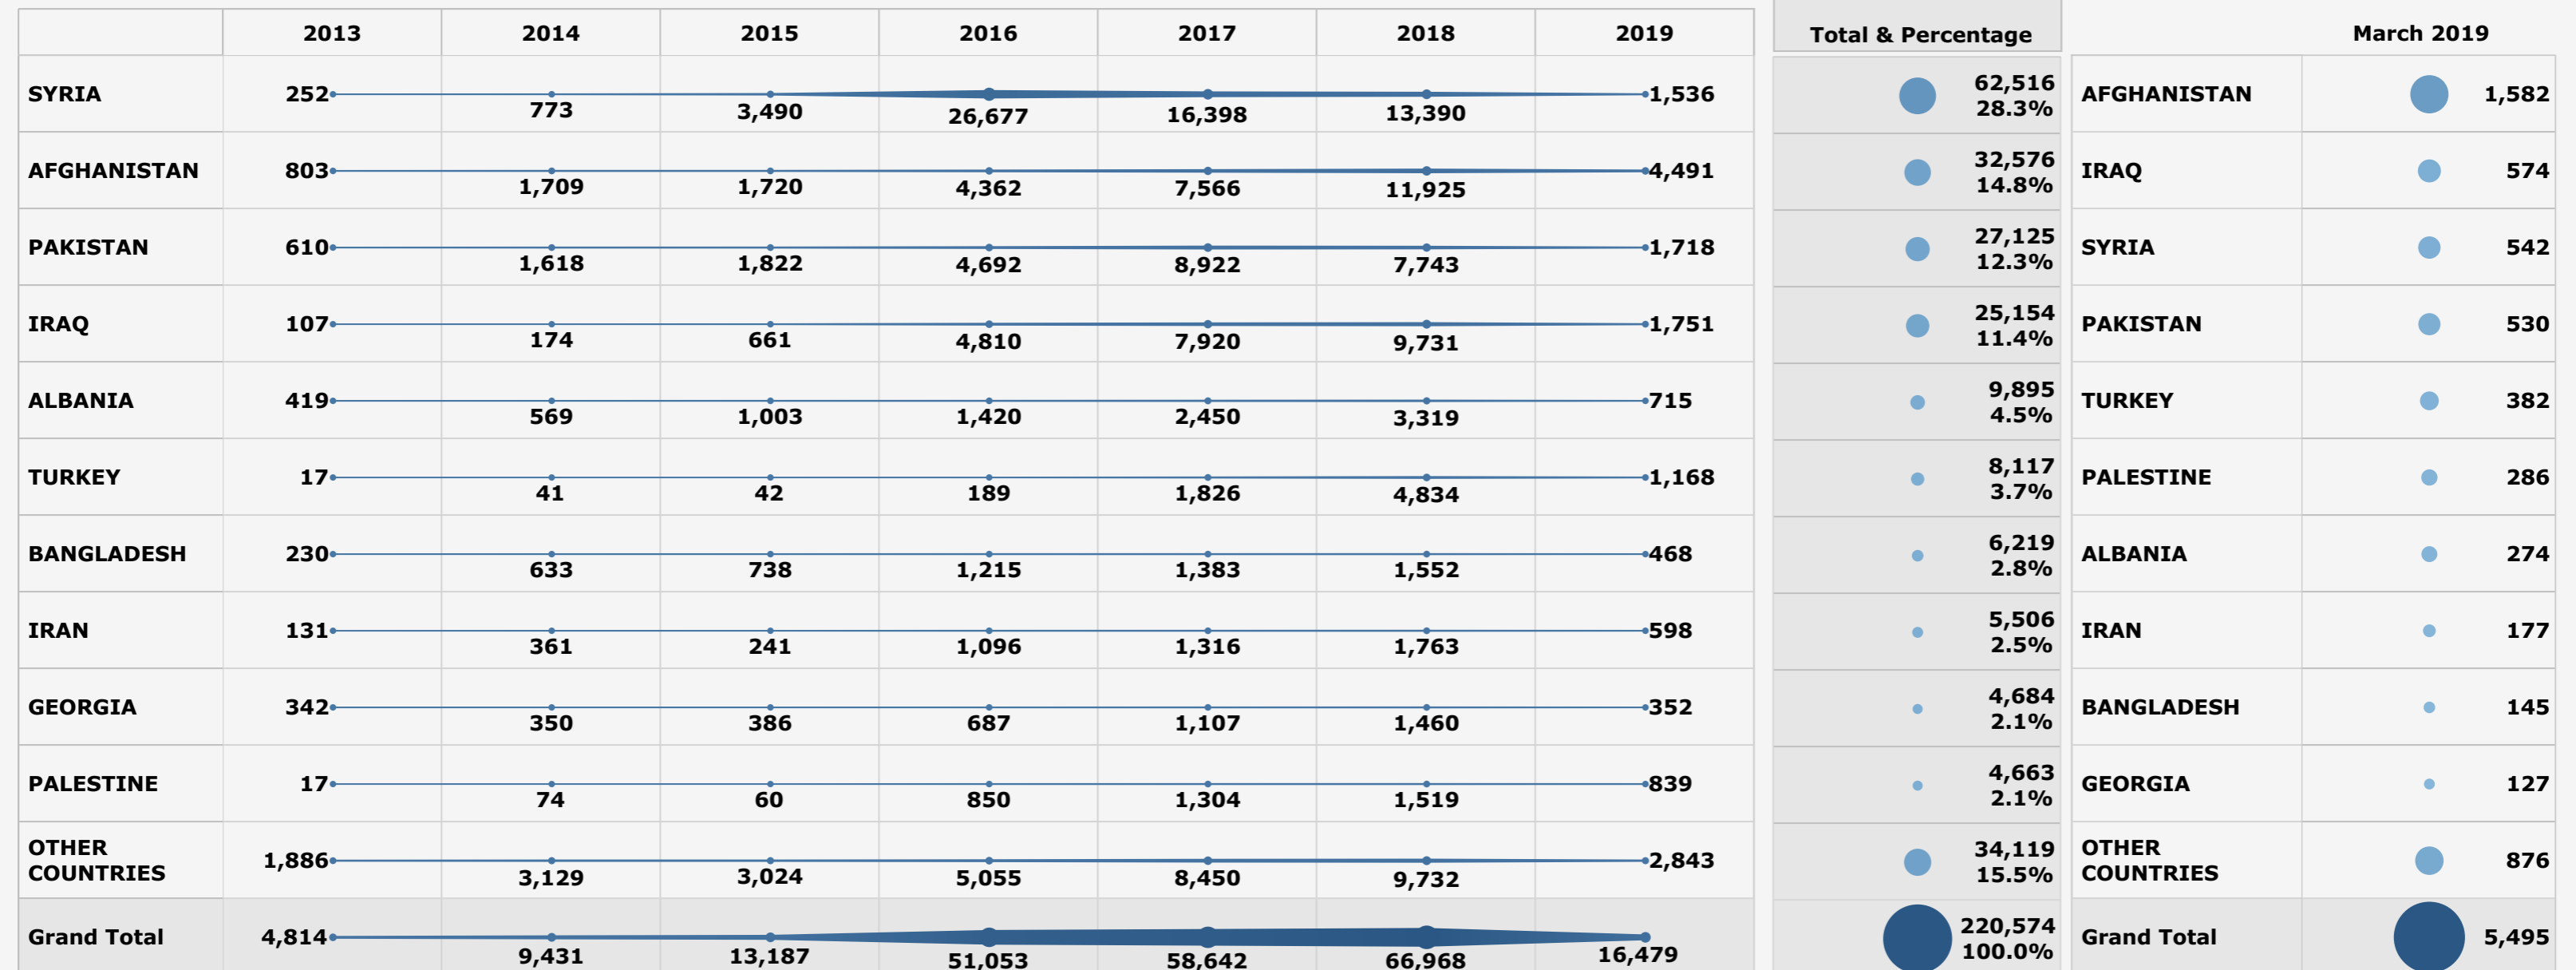 2013 2014 2015 2016 2017 2018 2019 Total & Percentage March 2019
SYRIA 252 773 3,490 26,677 16,398 13,390 1,536 62,516 28.3% AFGHANISTAN 1,582
AFGHANISTAN 803 1,709 1,720 4,362 7,566 11,925 4,491 32,576 14.8% IRAQ 574
PAKISTAN 610 1,618 1,822 4,692 8,922 7,743 1,718 27,125 12.3% SYRIA 542
IRAQ 107 174 661 4,810 7,920 9,731 1,751 25,154 11.4% PAKISTAN 530
ALBANIA 419 569 1,003 1,420 2,450 3,319 715 9,895 4.5% TURKEY 382
TURKEY 17 41 42 189 1,826 4,834 1,168 8,117 3.7% PALESTINE 286
BANGLADESH 230 633 738 1,215 1,383 1,552 468 6,219 2.8% ALBANIA 274
IRAN 131 361 241 1,096 1,316 1,763 598 5,506 2.5% IRAN 177
GEORGIA 342 350 386 687 1,107 1,460 352 4,684 2.1% BANGLADESH 145
PALESTINE 17 74 60 850 1,304 1,519 839 4,663 2.1% GEORGIA 127
OTHER COUNTRIES 1,886 3,129 3,024 5,055 8,450 9,732 2,843 34,119 15.5% OTHER COUNTRIES 876
Grand Total 4,814 9,431 13,187 51,053 58,642 66,968 16,479 220,574 100.0% Grand Total 5,495